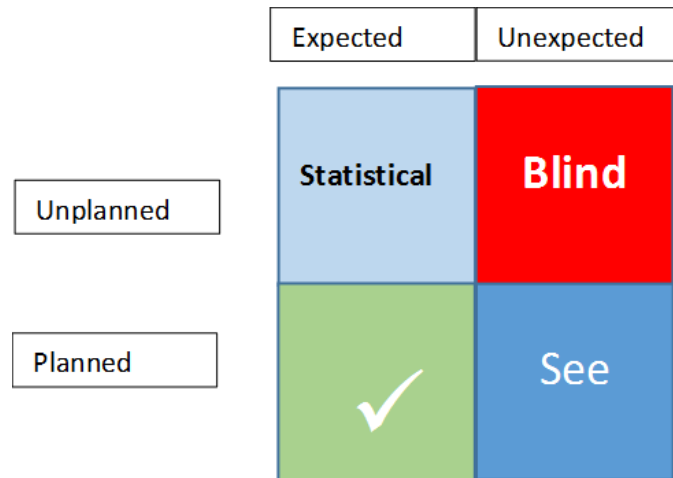 Expected Unexpected
Statistical Blind
Unplanned
Planned
See
✓